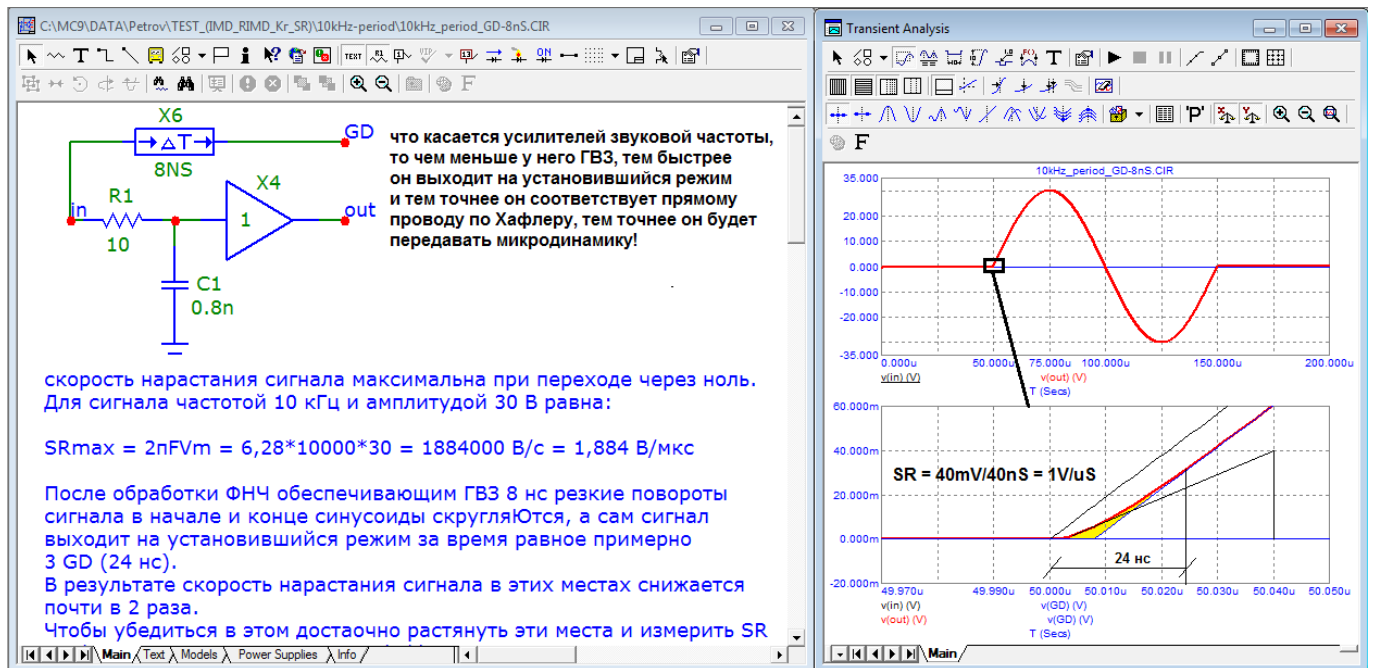 C:\MC9\DATA\Petrov\TEST_(IMD_RIMD_Kr_SR)\10kHz-period\10kHz_period_GD-8nS.CIR
X6
GD
8NS
R1
X4
in
1
out
10
C1
0.8n
что касается усилителей звуковой частоты,
то чем меньше у него ГВЗ, тем быстрее
он выходит на установившийся режим
и тем точнее он соответствует прямому
проводу по Хафлеру, тем точнее он будет
передавать микродинамику!
скорость нарастания сигнала максимальна при переходе через ноль.
Для сигнала частотой 10 кГц и амплитудой 30 В равна:
SRmax = 2пFVm = 6,28*10000*30 = 1884000 В/с = 1,884 В/мкс
После обработки ФНЧ обеспечивающим ГВЗ 8 нс резкие повороты
сигнала в начале и конце синусоиды скругляЮтся, а сам сигнал
выходит на установившийся режим за время равное примерно
3 GD (24 нс).
В результате скорость нарастания сигнала в этих местах снижается
почти в 2 раза.
Чтобы убедиться в этом достаочно растянуть эти места и измерить SR
Main Text Models Power Supplies Info
Transient Analysis
10kHz_period_GD-8nS.CIR
35.000
20.000
10.000
0.000
-10.000
-20.000
-35.000
0.000u 50.000u 75.000u 100.000u 150.000u 200.000u
v(in) (V) v(out) (V)
T (Secs)
60.000m
40.000m
SR = 40mV/40nS = 1V/uS
20.000m
0.000m
24 нс
-20.000m
49.970u 49.990u 50.000u 50.010u 50.020u 50.030u 50.040u 50.050u
v(in) (V) v(GD) (V)
v(out) (V) v(GD) (V)
T (Secs)
Main